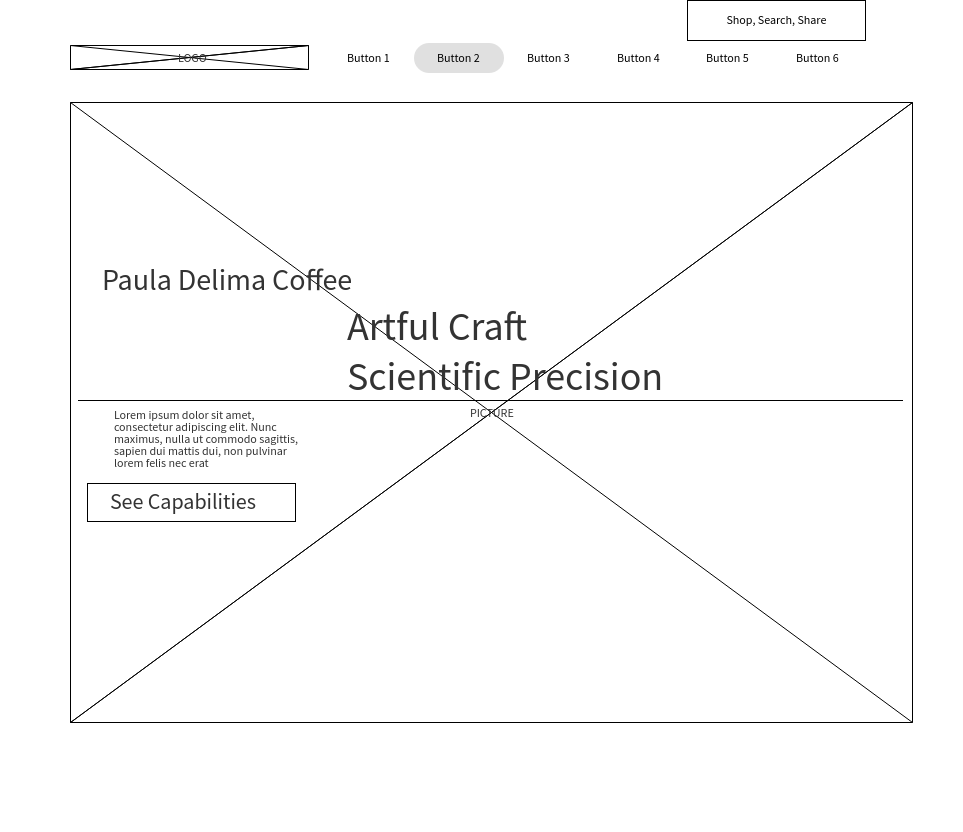 Shop, Search, Share
LOGO
Button 1
Button 2
Button 3
Button 4
Button 5
Button 6
Paula Delima Coffee
Artful Craft
Scientific Precision
PICTURE
Lorem ipsum dolor sit amet,
consectetur adipiscing elit. Nunc
maximus, nulla ut commodo sagittis,
sapien dui mattis dui, non pulvinar
lorem felis nec erat
See Capabilities